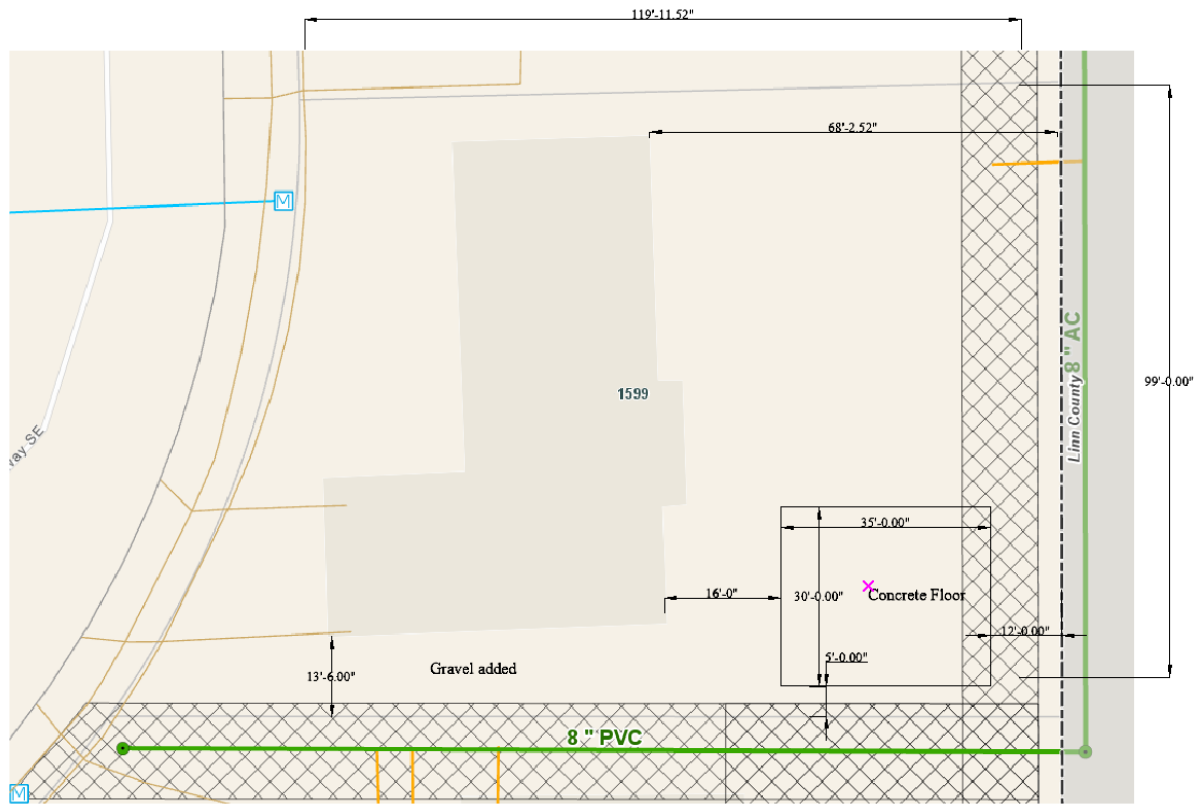 119'-11.52"
68'-2.52"
M
8 " AC
Linn County
99'-0.00"
1599
way SE
35'-0.00"
16'-0"
30'-0.00"
Concrete Floor
12'-0.00"
5'-0.00"
Gravel added
13'-6.00"
8 " PVC
M